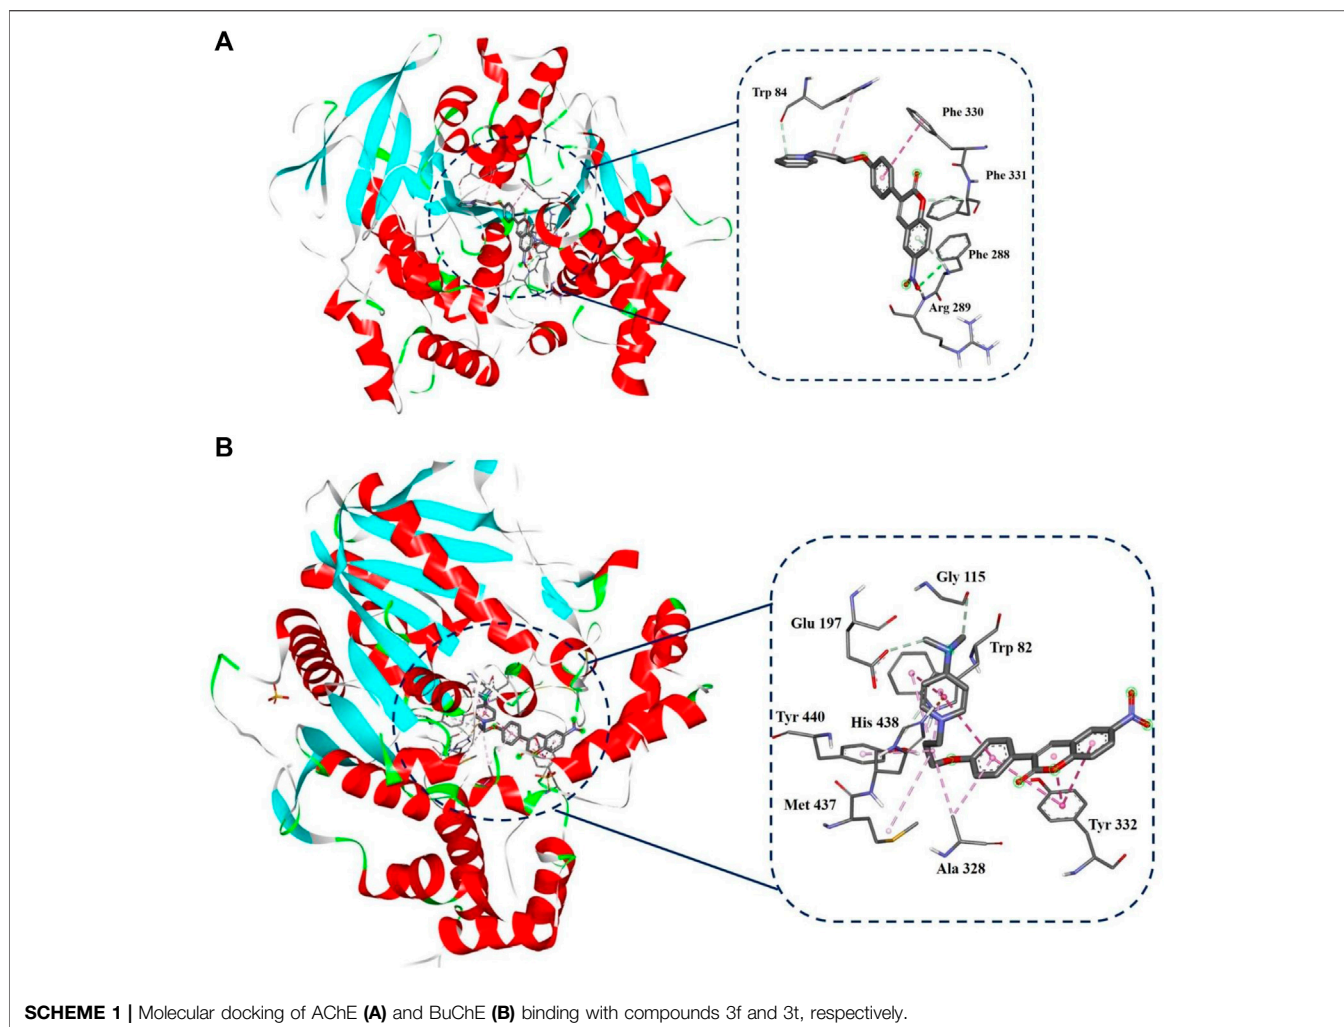 A
Trp 84
Phe 330
Phe 331
Phe 288
Arg 289
B
Gly 115
Glu 197
Trp 82
Tyr 440
His 438
Met 437
Tyr 332
Ala 328
SCHEME 1 | Molecular docking of AChE (A) and BuChE (B) binding with compounds 3f and 3t, respectively.